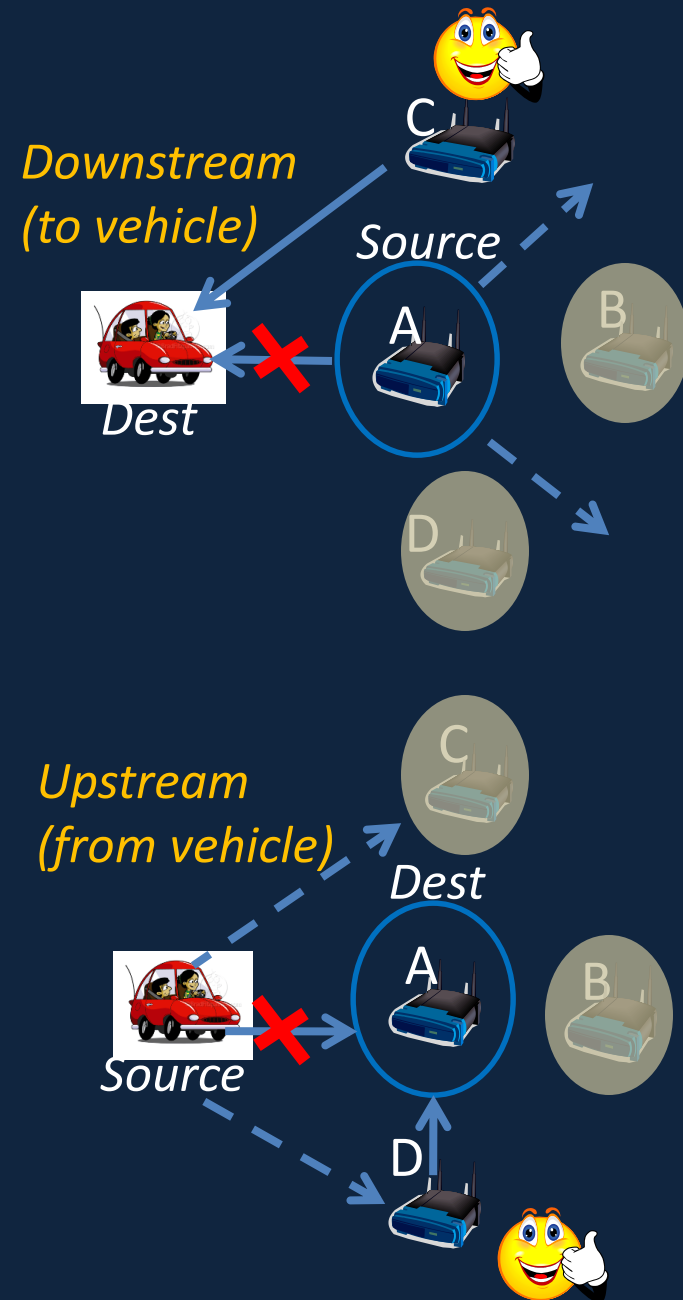 C
Downstream
(to vehicle)
Source
A
B
Dest
D
C
Upstream
(from vehicle)
Dest
A
B
Source
D